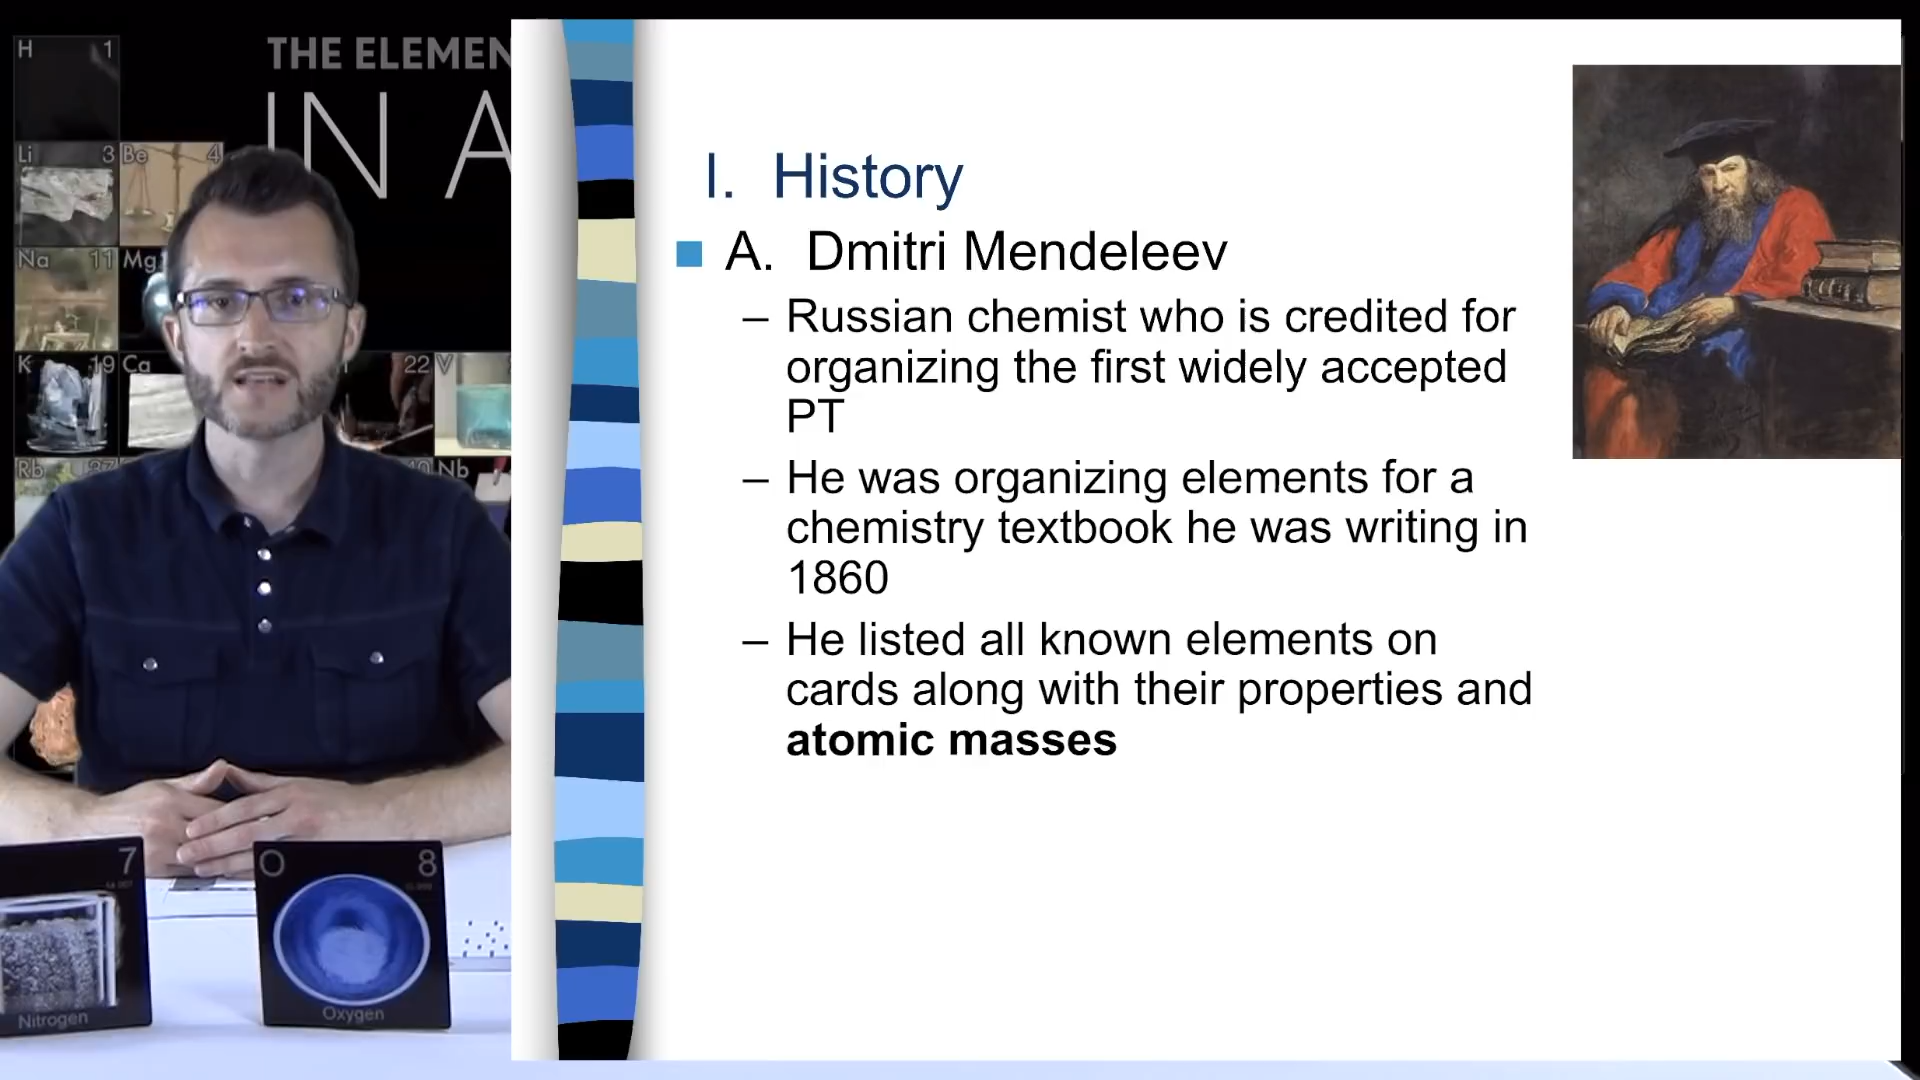 THE ELEMEN
IN A
H 1
Li 3 Be 4
Na 11 Mg
K 19 Ca 22 V
Rb 37 40 Nb
7
Nitrogen
O 8
Oxygen
I. History
A. Dmitri Mendeleev
– Russian chemist who is credited for
organizing the first widely accepted
PT
– He was organizing elements for a
chemistry textbook he was writing in
1860
– He listed all known elements on
cards along with their properties and
atomic masses